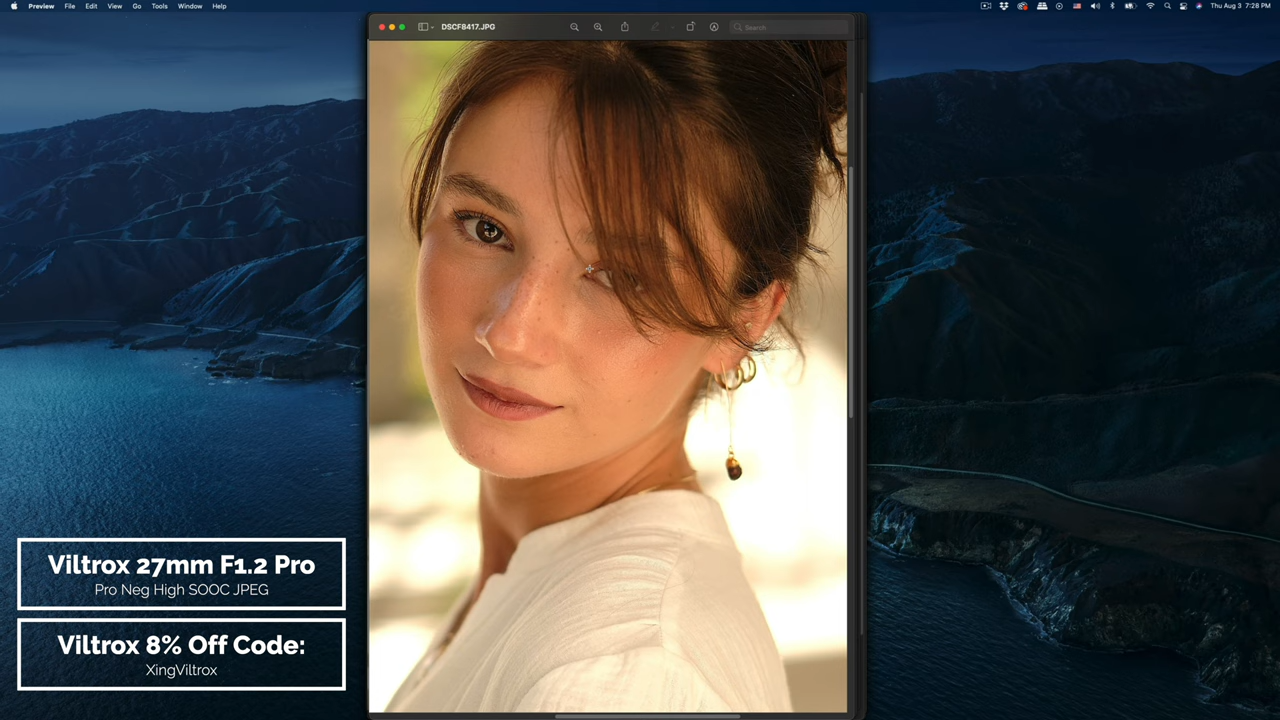 Preview File Edit View Go Tools Window Help
Thu Aug 3 7:28 PM
DSCF8417.JPG
Search
Viltrox 27mm F1.2 Pro
Pro Neg High SOOC JPEG
Viltrox 8% Off Code:
XingViltrox